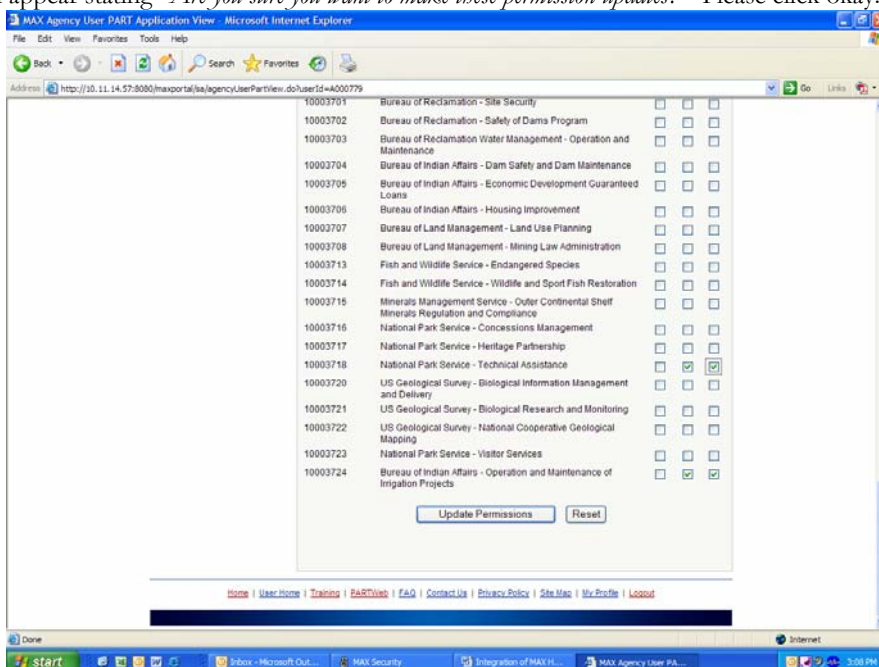 appear stating "Are you sure you want to make these permission updates?" Please click okay.
MAX Agency User PART Application View - Microsoft Internet Explorer
File Edit View Favorites Tools Help
Back Search Favorites
Address http://10.11.14.57:8080/maxportal/sa/agencyUserPartView.do?userId=A000779 Go Links
10003701 Bureau of Reclamation - Site Security
10003702 Bureau of Reclamation - Safety of Dams Program
10003703 Bureau of Reclamation Water Management - Operation and
Maintenance
10003704 Bureau of Indian Affairs - Dam Safety and Dam Maintenance
10003705 Bureau of Indian Affairs - Economic Development Guaranteed
Loans
10003706 Bureau of Indian Affairs - Housing Improvement
10003707 Bureau of Land Management - Land Use Planning
10003708 Bureau of Land Management - Mining Law Administration
10003713 Fish and Wildlife Service - Endangered Species
10003714 Fish and Wildlife Service - Wildlife and Sport Fish Restoration
10003715 Minerals Management Service - Outer Continental Shelf
Minerals Regulation and Compliance
10003716 National Park Service - Concessions Management
10003717 National Park Service - Heritage Partnership
10003718 National Park Service - Technical Assistance
10003720 US Geological Survey - Biological Information Management
and Delivery
10003721 US Geological Survey - Biological Research and Monitoring
10003722 US Geological Survey - National Cooperative Geological
Mapping
10003723 National Park Service - Visitor Services
10003724 Bureau of Indian Affairs - Operation and Maintenance of
Irrigation Projects
Update Permissions Reset
Home | User Home | Training | PARTWeb | FAQ | Contact Us | Privacy Policy | Site Map | My Profile | Logout
Done Internet
start Inbox - Microsoft Out... MAX Security Integration of MAX H... MAX Agency User PA... 3:08 PM